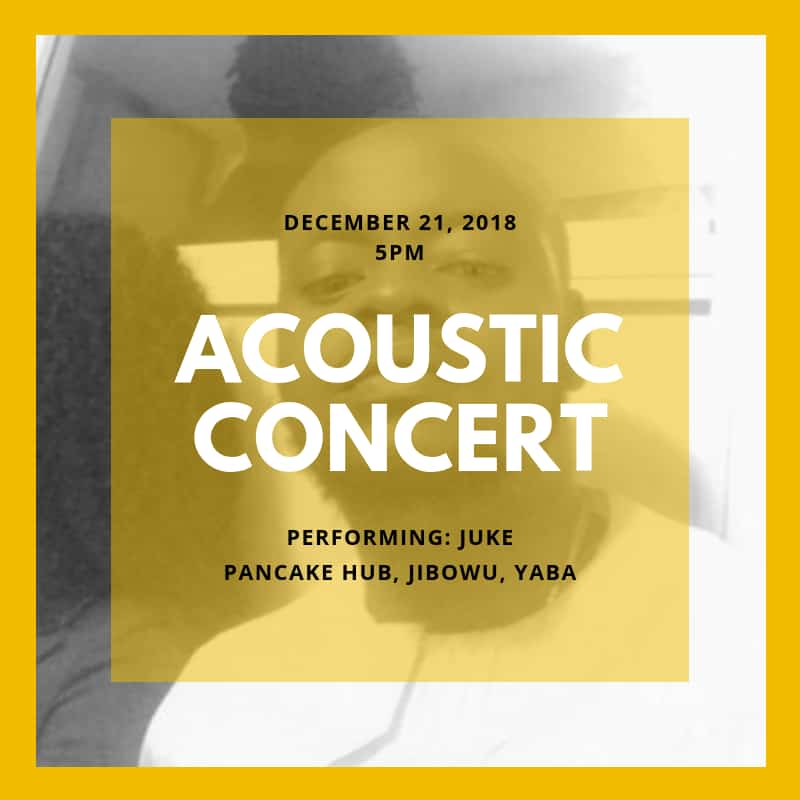 DECEMBER 21, 2018
5PM
ACOUSTIC
CONCERT
PERFORMING: JUKE
PANCAKE HUB, JIBOWU, YABA